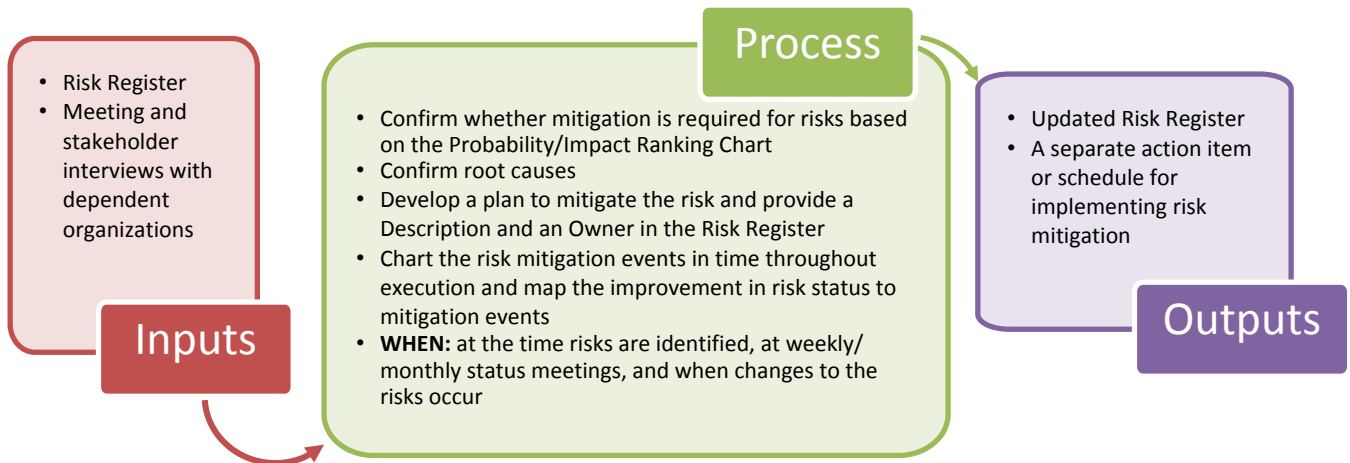 • Risk Register
• Meeting and
stakeholder
interviews with
dependent
organizations
Inputs
Process
• Confirm whether mitigation is required for risks based
on the Probability/Impact Ranking Chart
• Confirm root causes
• Develop a plan to mitigate the risk and provide a
Description and an Owner in the Risk Register
• Chart the risk mitigation events in time throughout
execution and map the improvement in risk status to
mitigation events
• WHEN: at the time risks are identified, at weekly/
monthly status meetings, and when changes to the
risks occur
• Updated Risk Register
• A separate action item
or schedule for
implementing risk
mitigation
Outputs